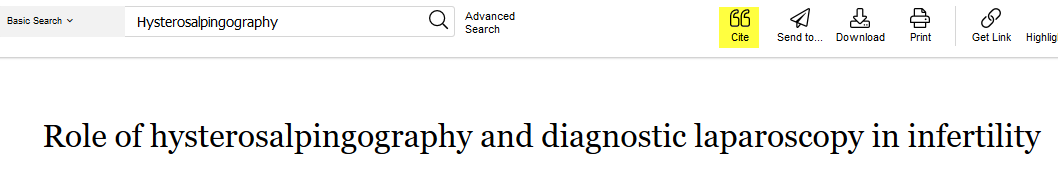 Basic Search
Hysterosalpingography
Advanced
Search
Cite
Send to...
Download
Print
Get Link
Role of hysterosalpingography and diagnostic laparoscopy in infertility